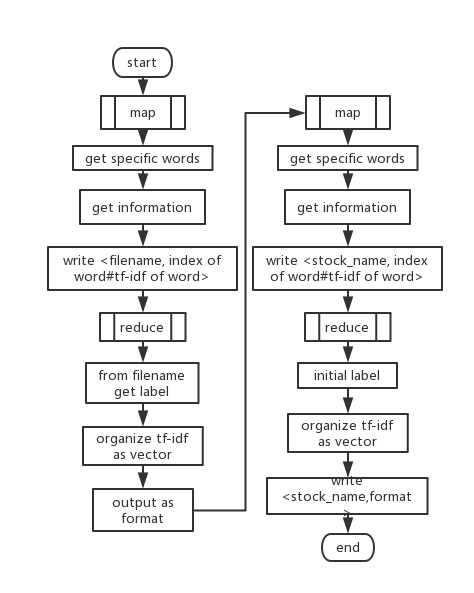 start
map
get specific words
get information
write <filename, index of
word#tf-idf of word>
reduce
from filename
get label
organize tf-idf
as vector
output as
format
map
get specific words
get information
write <stock_name, index
of word#tf-idf of word>
reduce
initial label
organize tf-idf
as vector
write
<stock_name,format
>
end